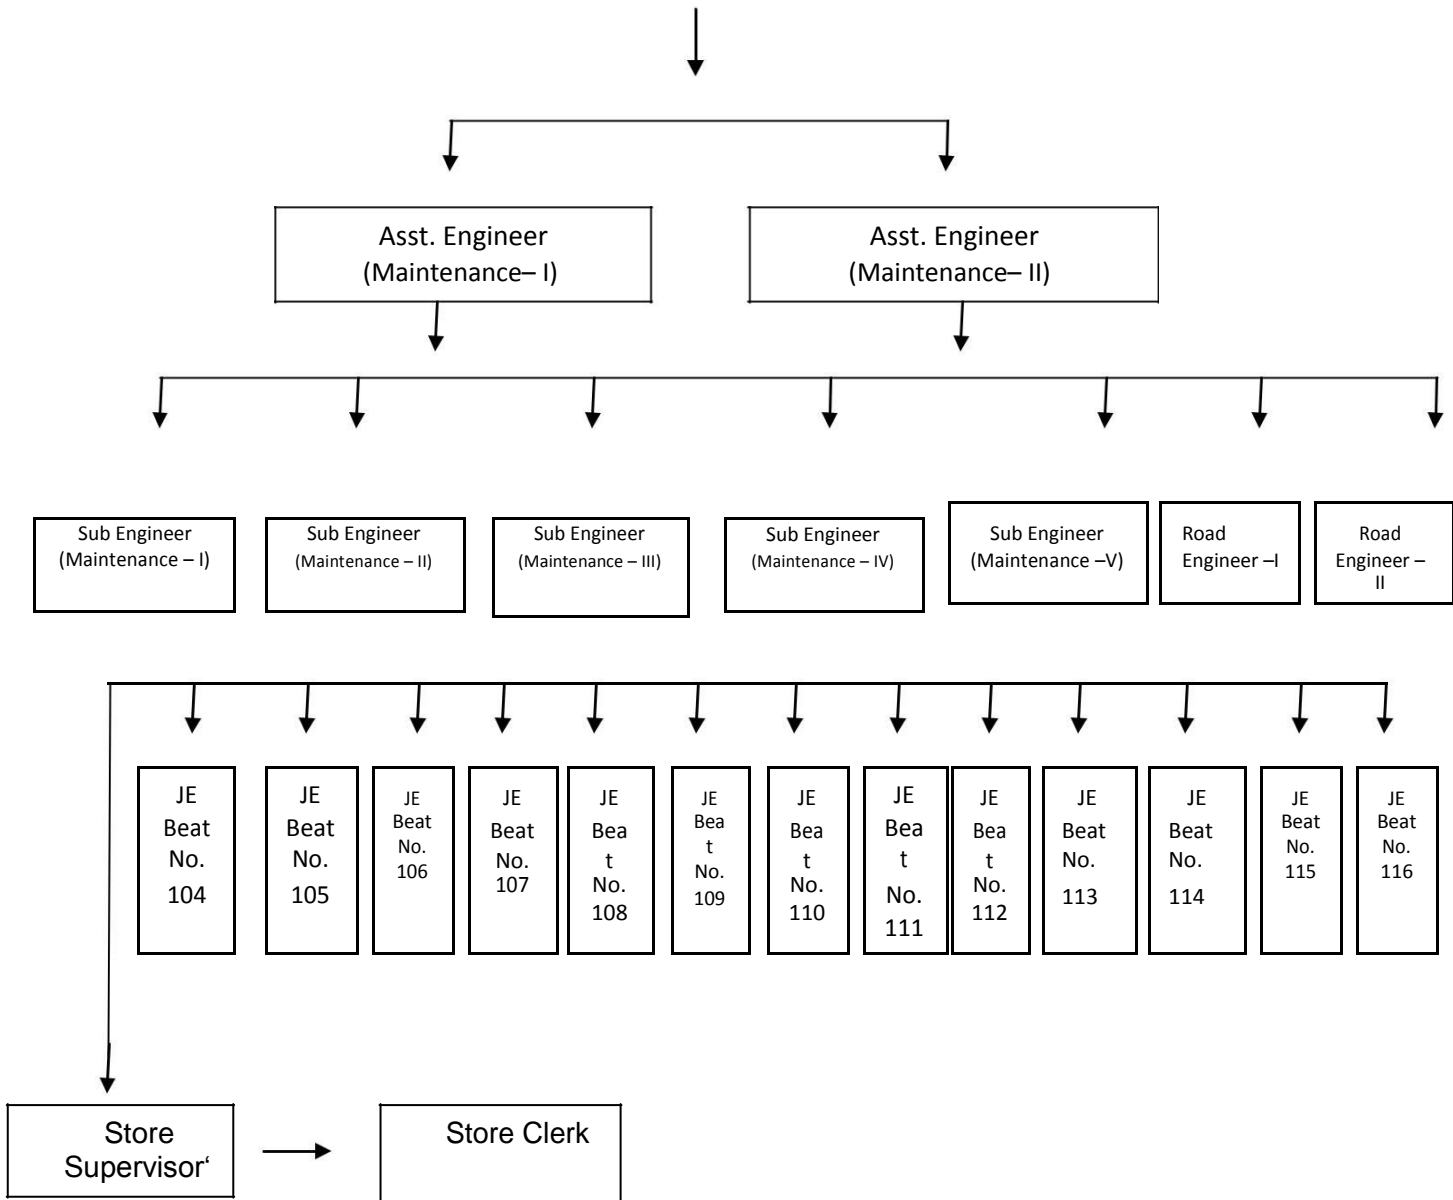 Asst. Engineer
(Maintenance– I)
Asst. Engineer
(Maintenance– II)
Sub Engineer
(Maintenance – I)
Sub Engineer
(Maintenance – II)
Sub Engineer
(Maintenance – III)
Sub Engineer
(Maintenance – IV)
Sub Engineer
(Maintenance –V)
Road
Engineer –I
Road
Engineer –
II
JE
Beat
No.
104
JE
Beat
No.
105
JE
Beat
No.
106
JE
Beat
No.
107
JE
Bea
t
No.
108
JE
Bea
t
No.
109
JE
Bea
t
No.
110
JE
Bea
t
No.
111
JE
Bea
t
No.
112
JE
Beat
No.
113
JE
Beat
No.
114
JE
Beat
No.
115
JE
Beat
No.
116
Store
Supervisor‘
Store Clerk